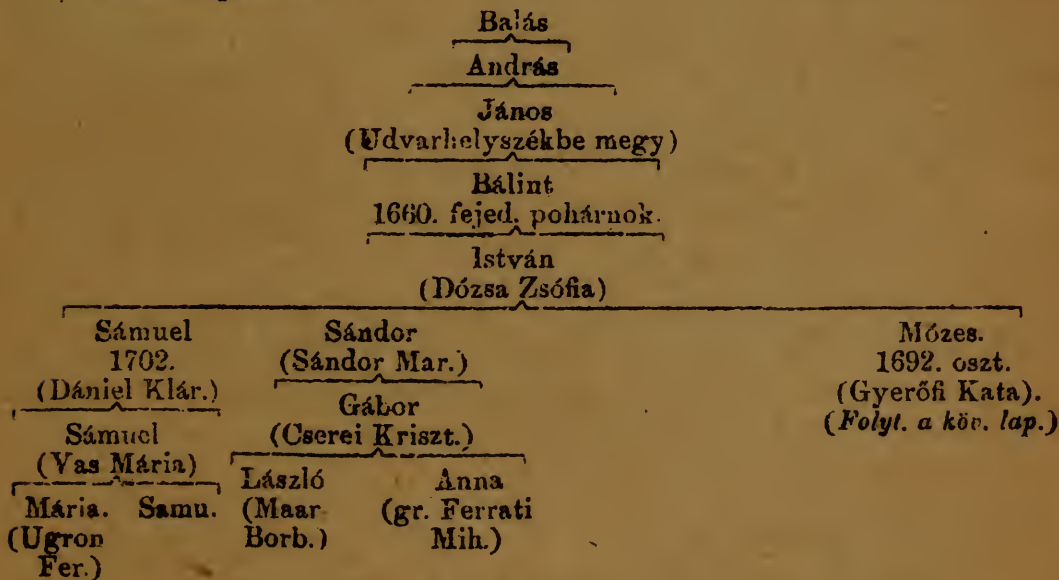 Balás
András
János
(Udvarhelyszékbe megy)
Bálint
1660. fejed. pohárnok.
István
(Dózsa Zsófia)
Sámuel Sándor Mózes.
1702. (Sándor Mar.) 1692. oszt.
(Dániel Klár.) Gábor (Gyerőfi Kata).
Sámuel (Cserei Kriszt.) (Folyt. a köv. lap.)
(Vas Mária) László Anna
Mária. Samu. (Maar (gr. Ferrati
(Ugron Borb.) Mih.)
Fer.)